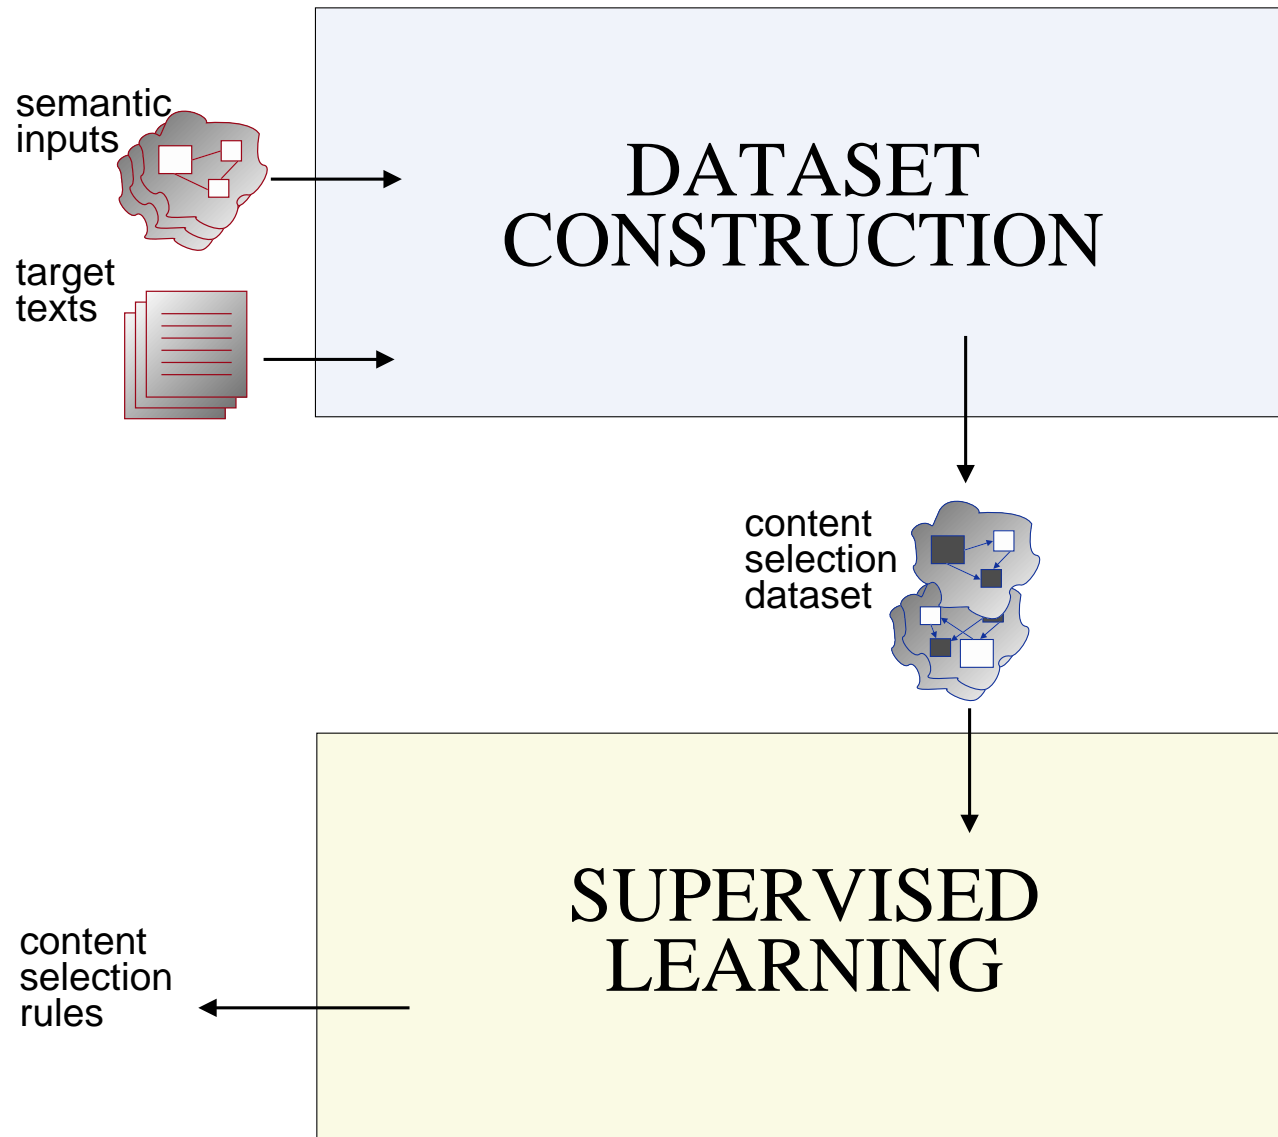 semantic
inputs
DATASET
CONSTRUCTION
target
texts
content
selection
dataset
SUPERVISED
LEARNING
content
selection
rules